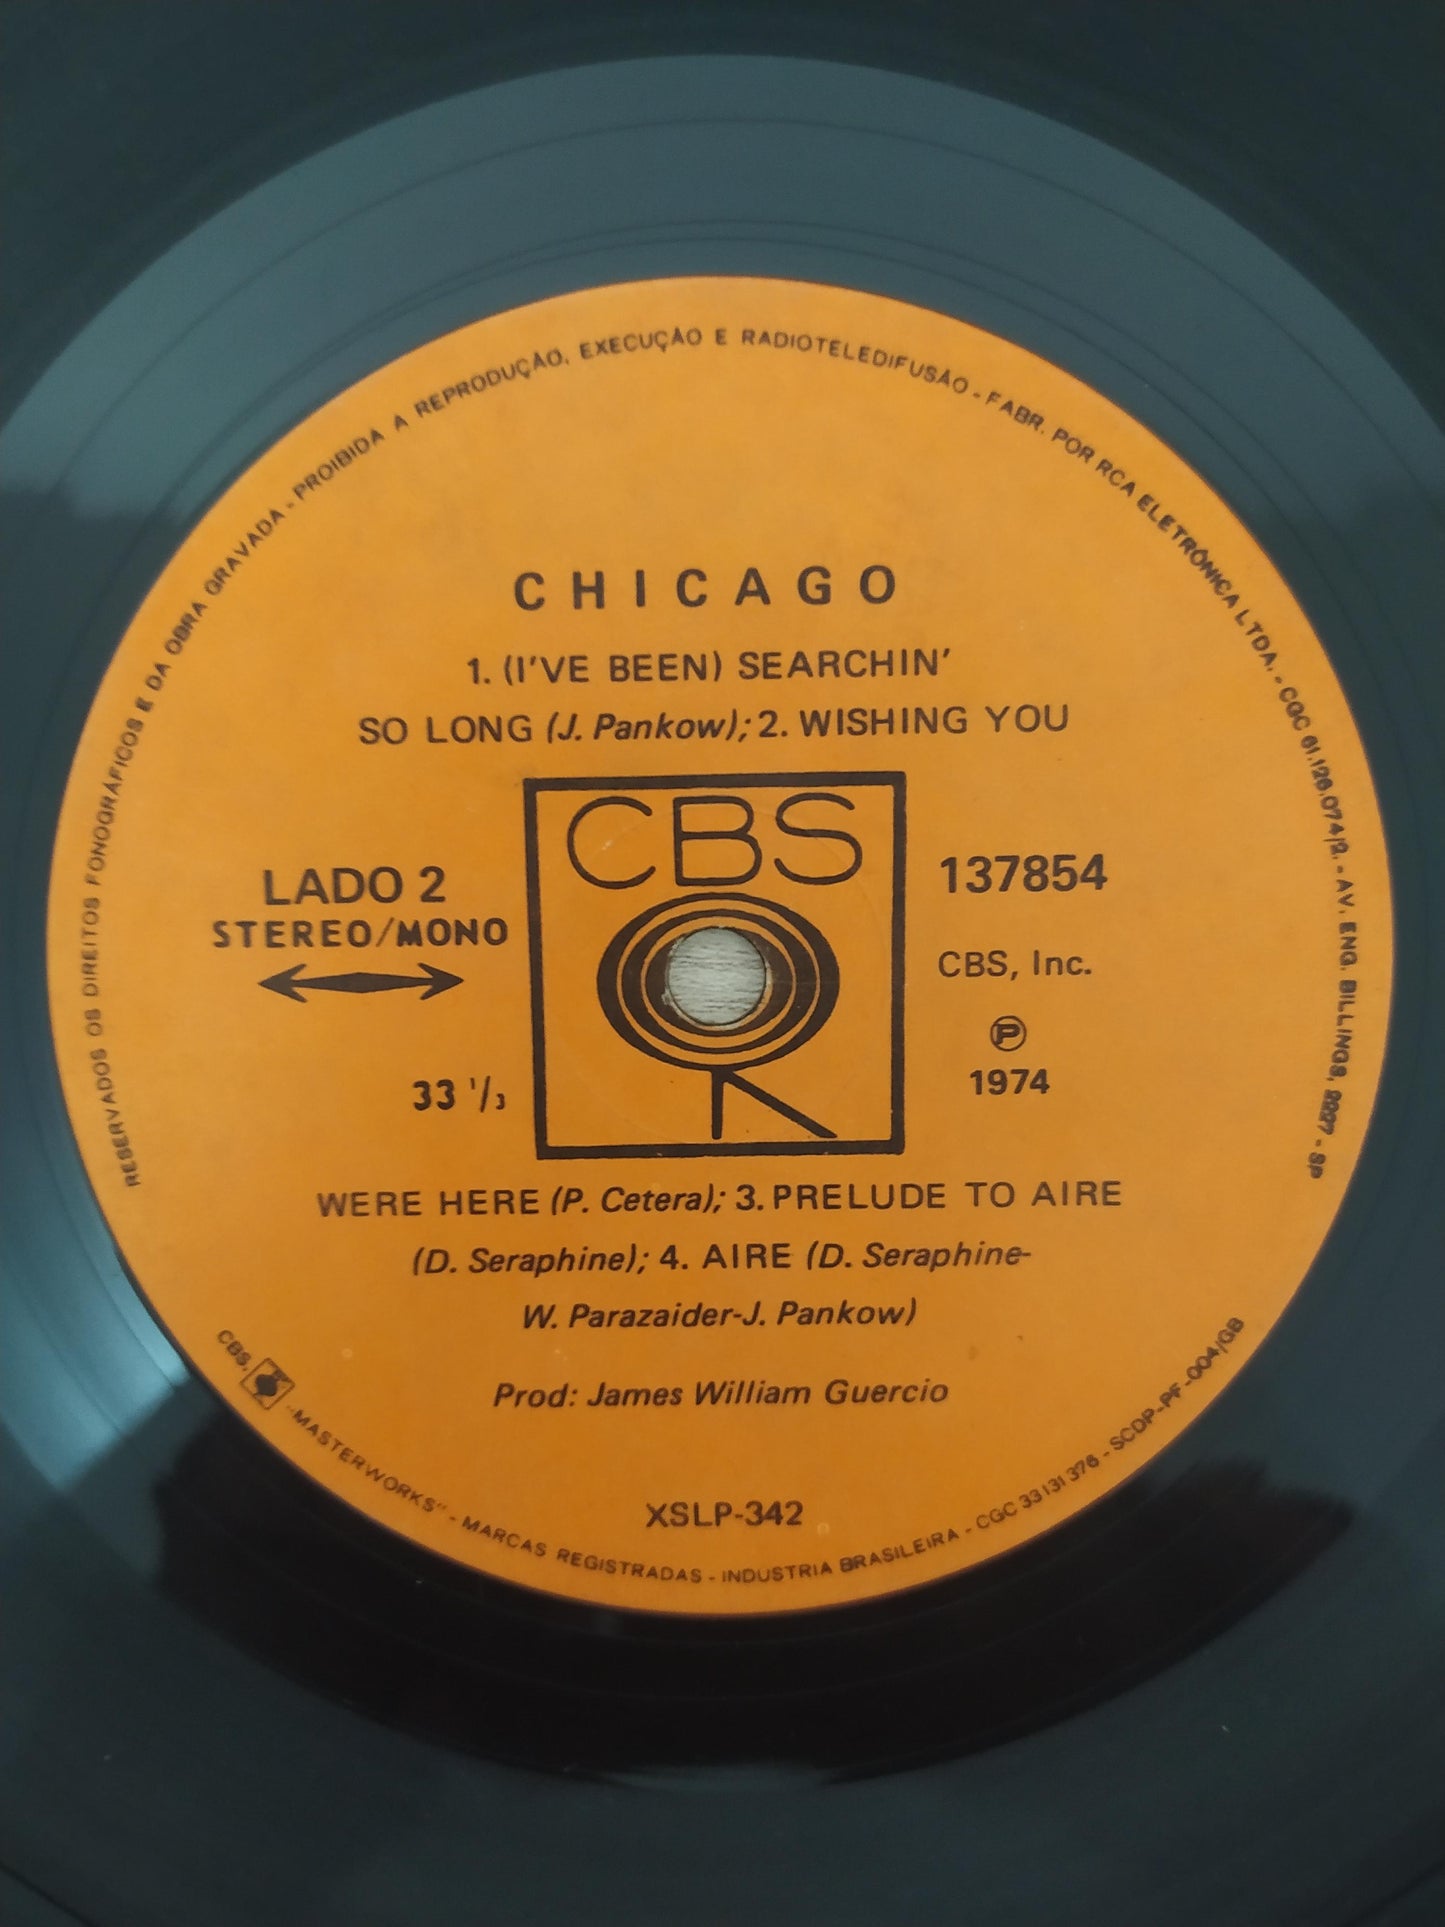 RESERVADOS OS DIREITOS FONOGRÁFICOS E DA OBRA GRAVADA - PROIBIDA A REPRODUÇÃO, EXECUÇÃO E RADIOTELEDIFUSÃO - FABR. POR RCA ELETRÔNICA LTDA. - CGC 61.126.074/2. - AV. ENG. BILLINGS, 2227 - SP
CHICAGO
1. (I'VE BEEN) SEARCHIN'
SO LONG (J. Pankow); 2. WISHING YOU
CBS
LADO 2
STEREO/MONO
33 1/3
137854
CBS, Inc.
Ⓟ
1974
WERE HERE (P. Cetera); 3. PRELUDE TO AIRE
(D. Seraphine); 4. AIRE (D. Seraphine-
W. Parazaider-J. Pankow)
Prod: James William Guercio
XSLP-342
CBS, "MASTERWORKS" - MARCAS REGISTRADAS - INDUSTRIA BRASILEIRA - CGC 33131376 - SCDP-PF-004/GB